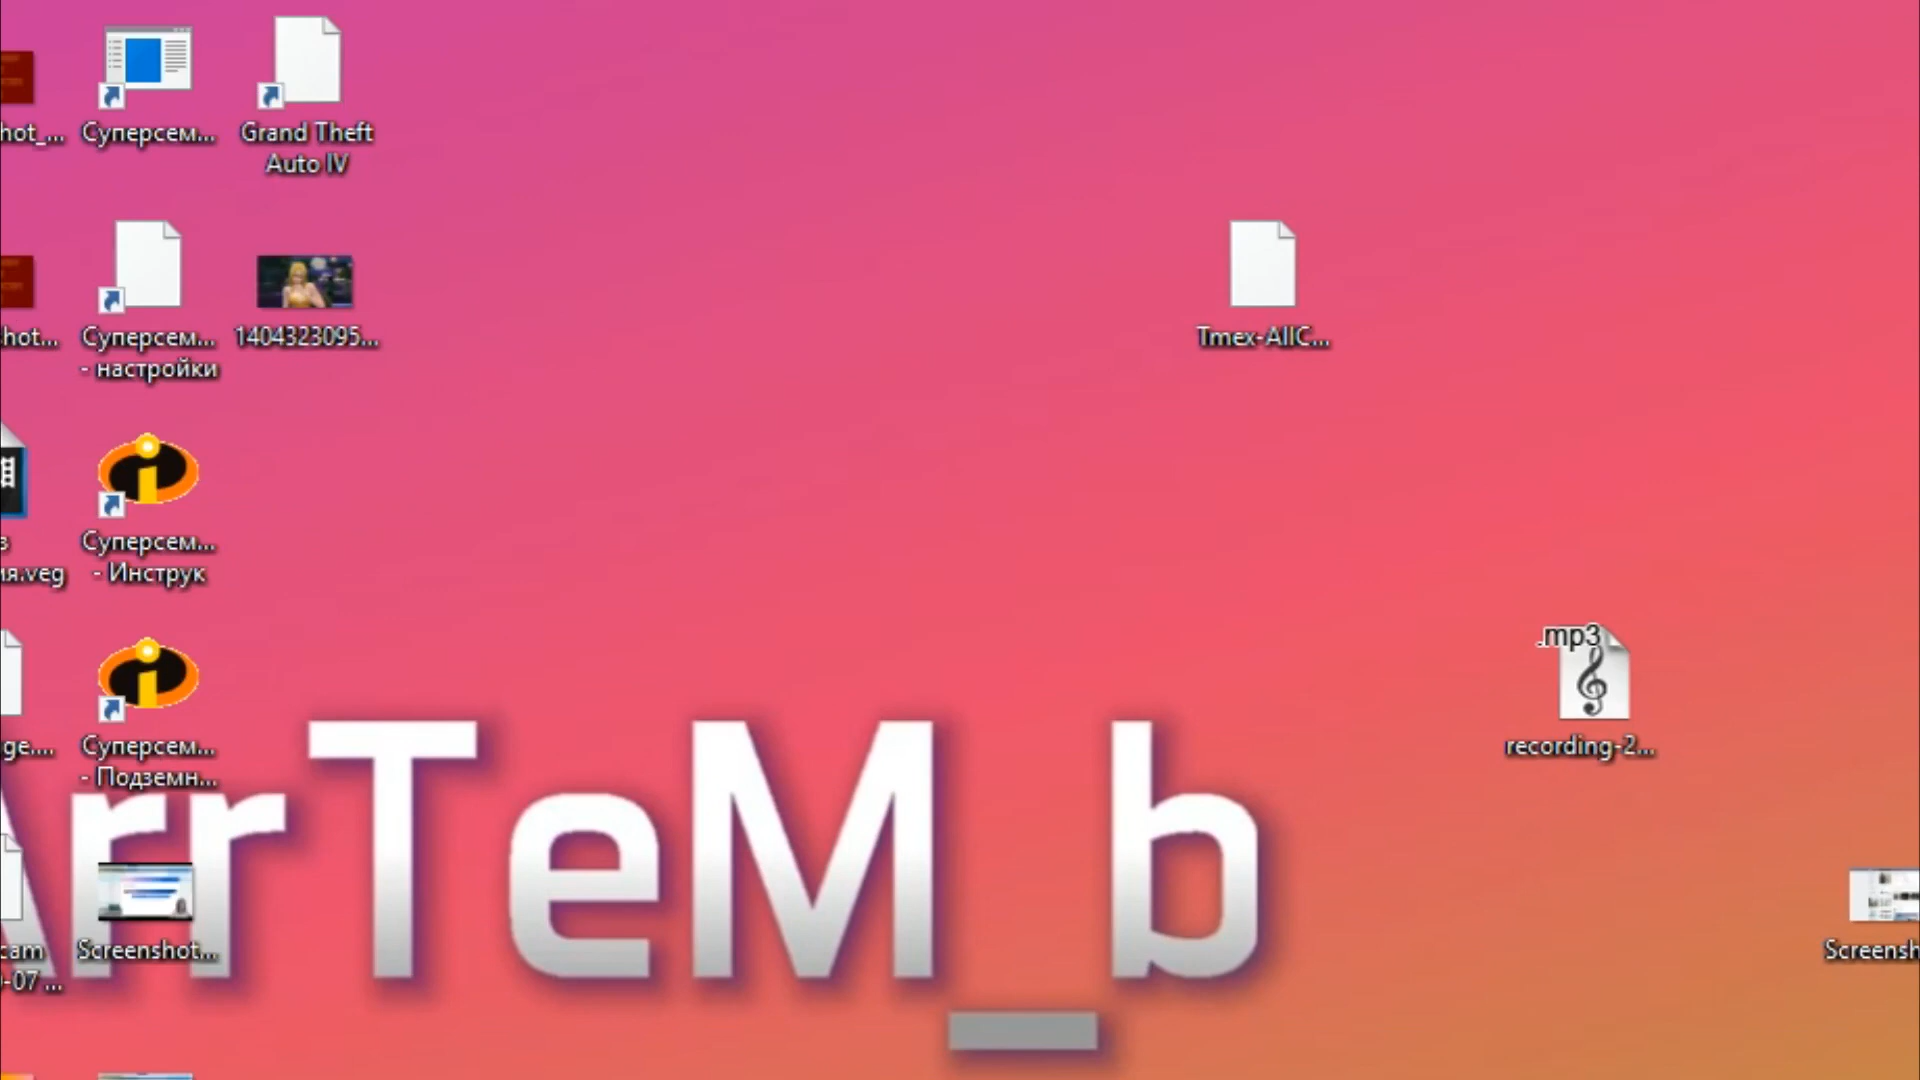 hot_...
Суперсем...
Grand Theft
Auto IV
hot...
Суперсем...
- настройки
1404323095...
Tmex-AllC...
ия.veg
Суперсем...
- Инструк
.mp3
recording-2...
ge....
Суперсем...
- Подземн...
ArrTeM_b
cam
-07 ...
Screenshot...
Screensh